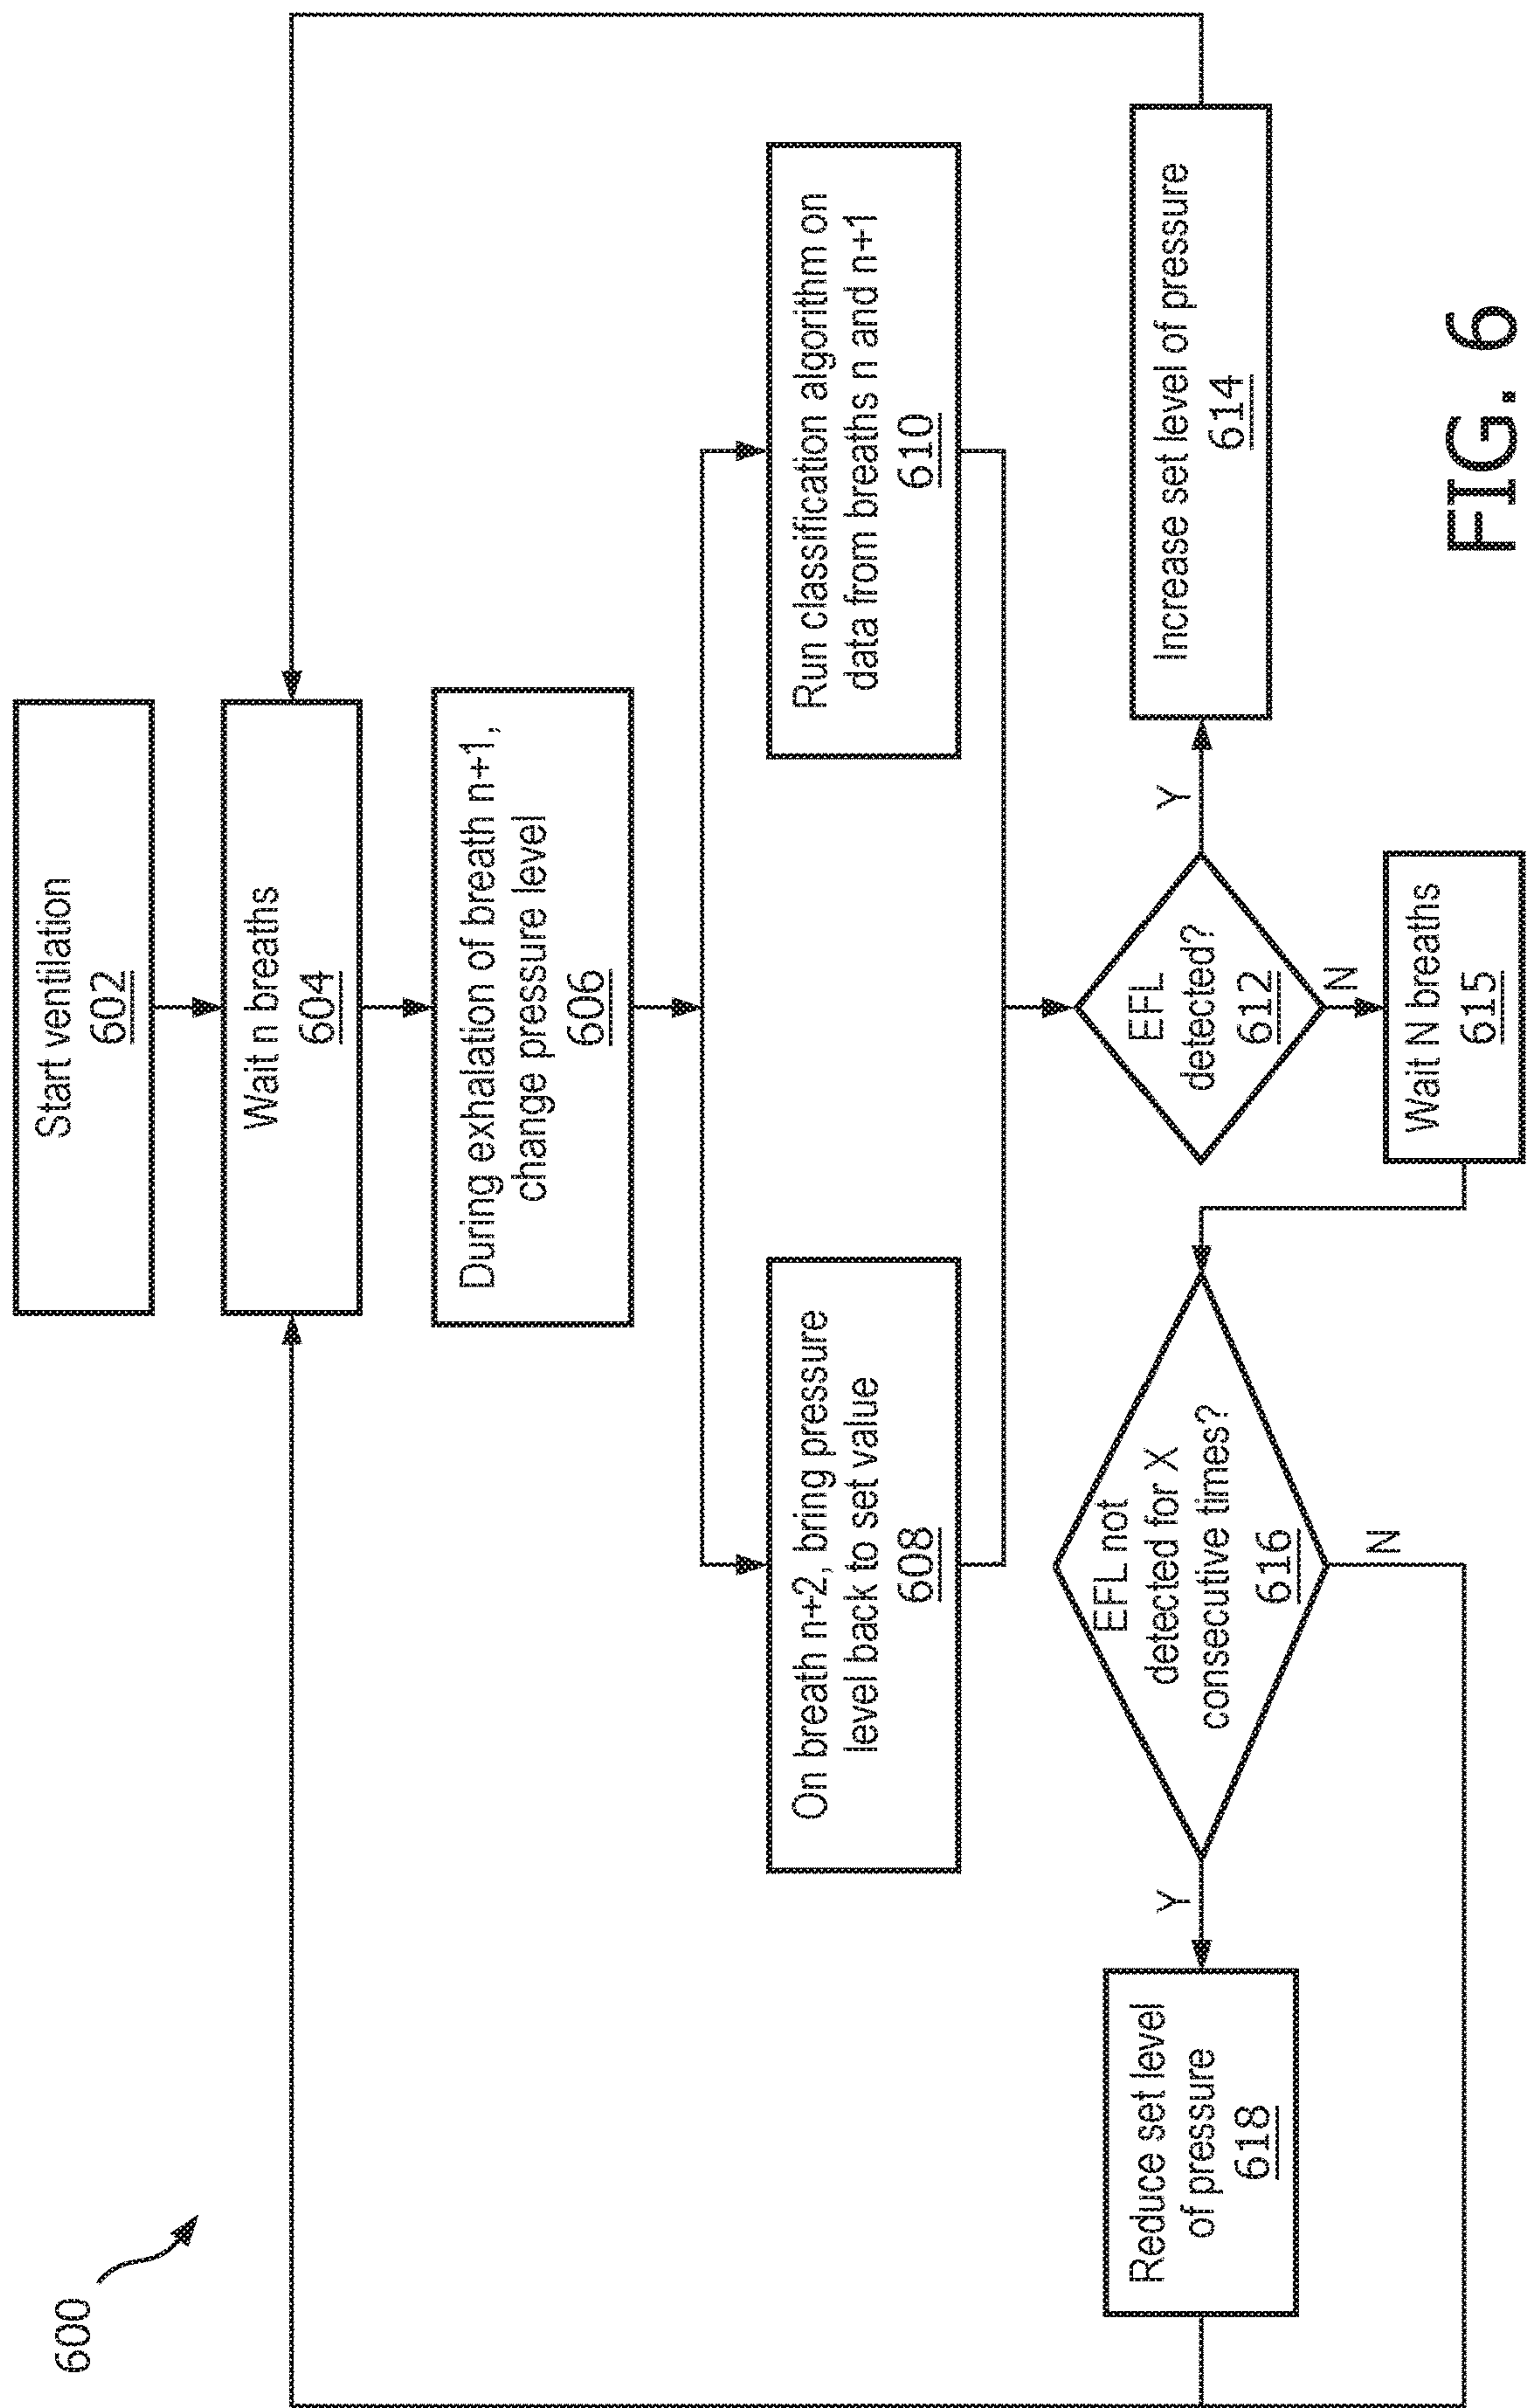 600
Start ventilation
602
Wait n breaths
604
During exhalation of breath n+1,
change pressure level
606
On breath n+2, bring pressure
level back to set value
608
Run classification algorithm on
data from breaths n and n+1
610
EFL
detected?
612
Y
N
Increase set level of pressure
614
Wait N breaths
615
EFL not
detected for X
consecutive times?
616
Y
N
Reduce set level
of pressure
618
FIG. 6